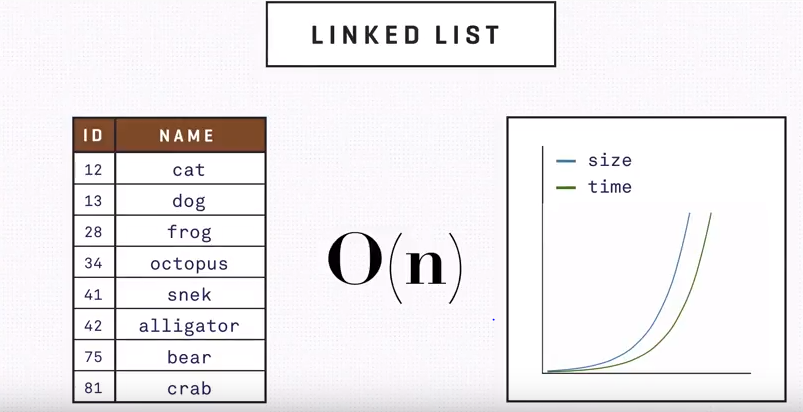 LINKED LIST
ID NAME
12 cat
13 dog
28 frog
34 octopus
41 snek
42 alligator
75 bear
81 crab
O(n)
size
time